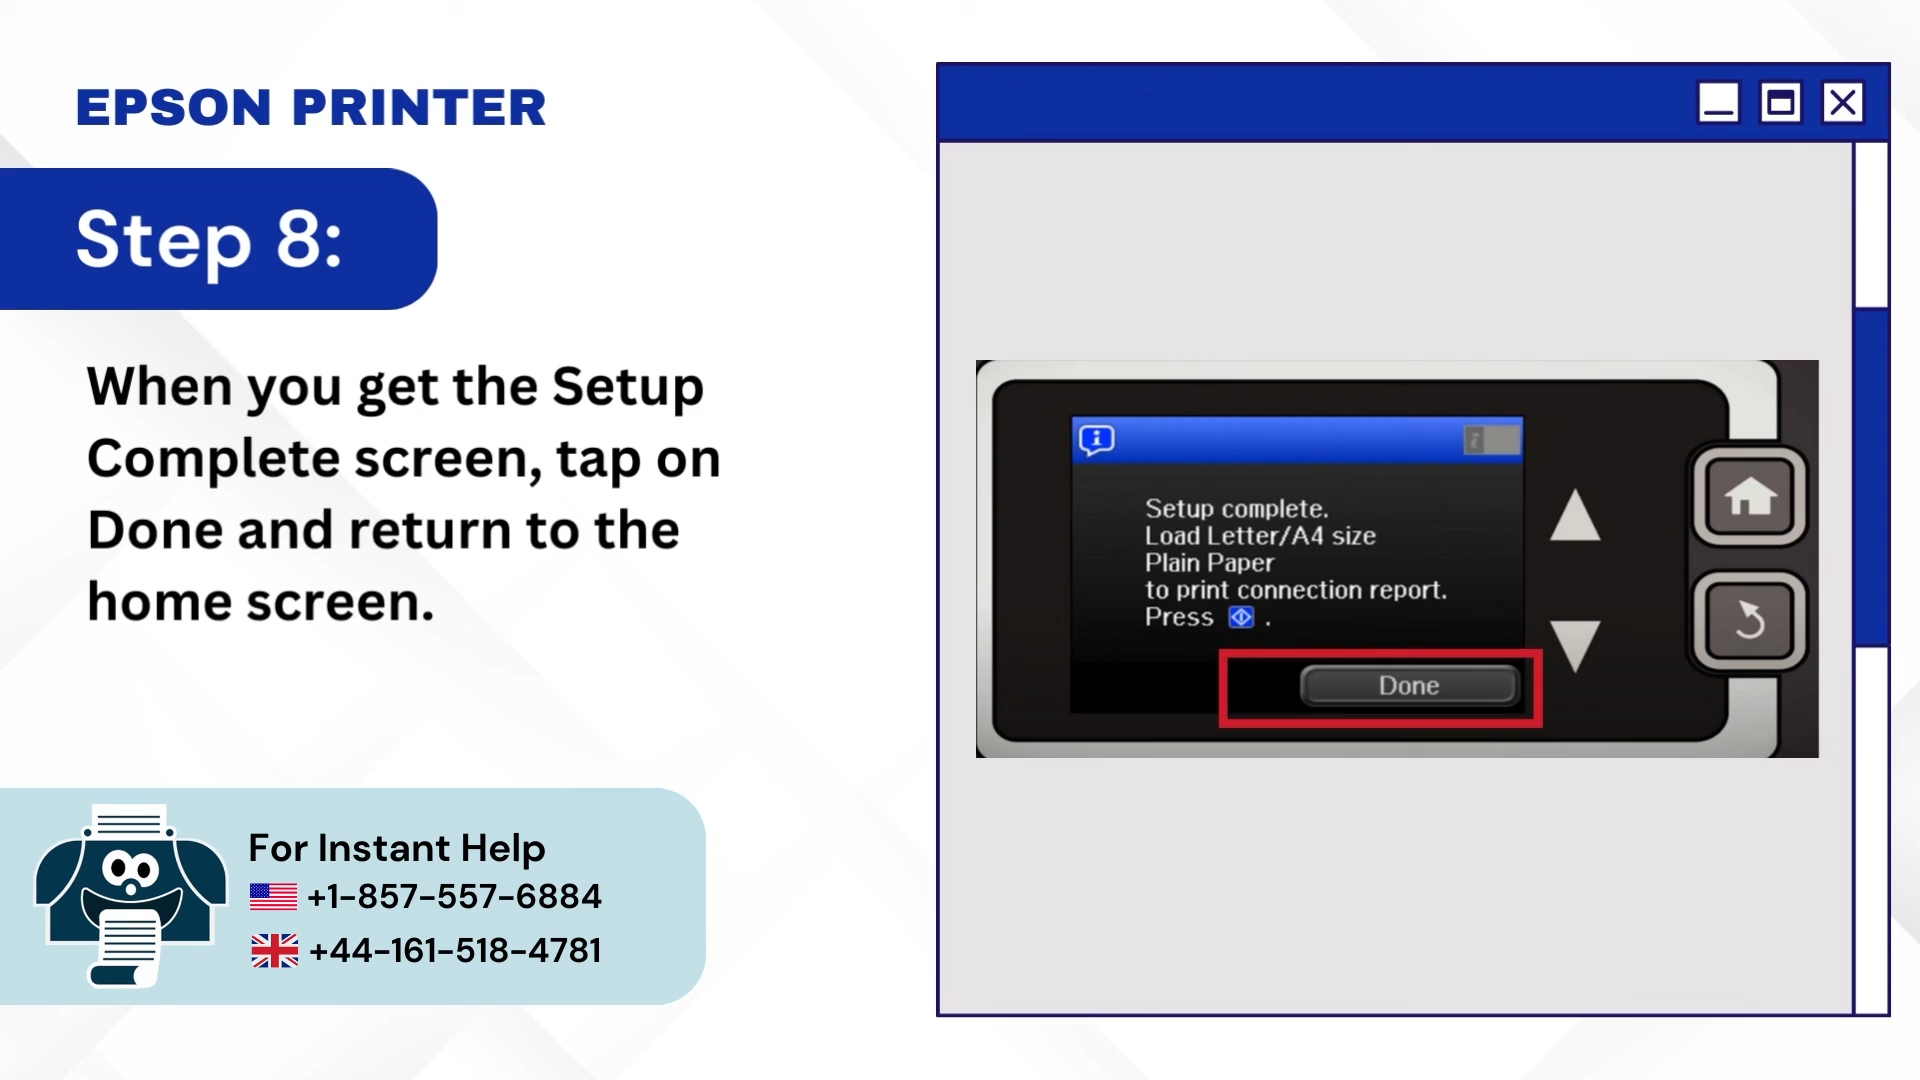 EPSON PRINTER
Step 8:
When you get the Setup
Complete screen, tap on
Done and return to the
home screen.
For Instant Help
+1-857-557-6884
+44-161-518-4781
Setup complete.
Load Letter/A4 size
Plain Paper
to print connection report.
Press .
Done